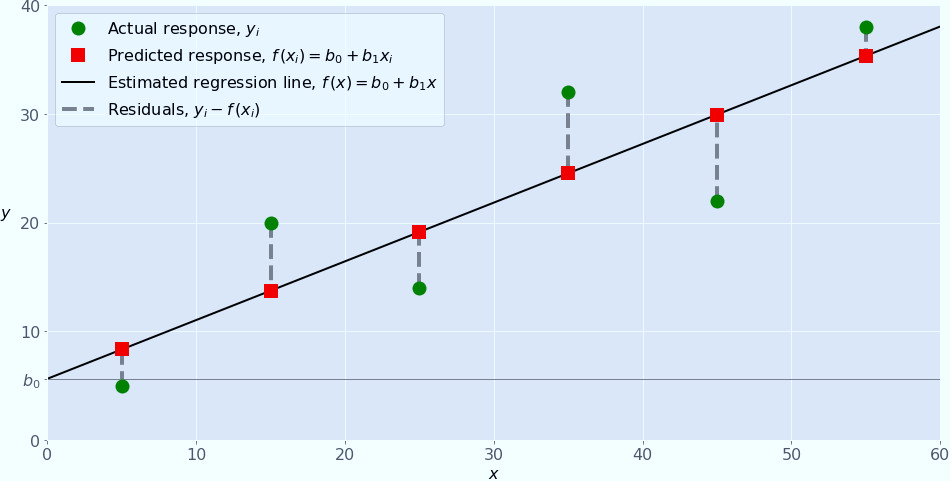 40
Actual response, yᵢ
Predicted response, f(xᵢ) = b₀ + b₁xᵢ
Estimated regression line, f(x) = b₀ + b₁x
Residuals, yᵢ − f(xᵢ)
30
y
20
10
b₀
0
0 10 20 30 40 50 60
x